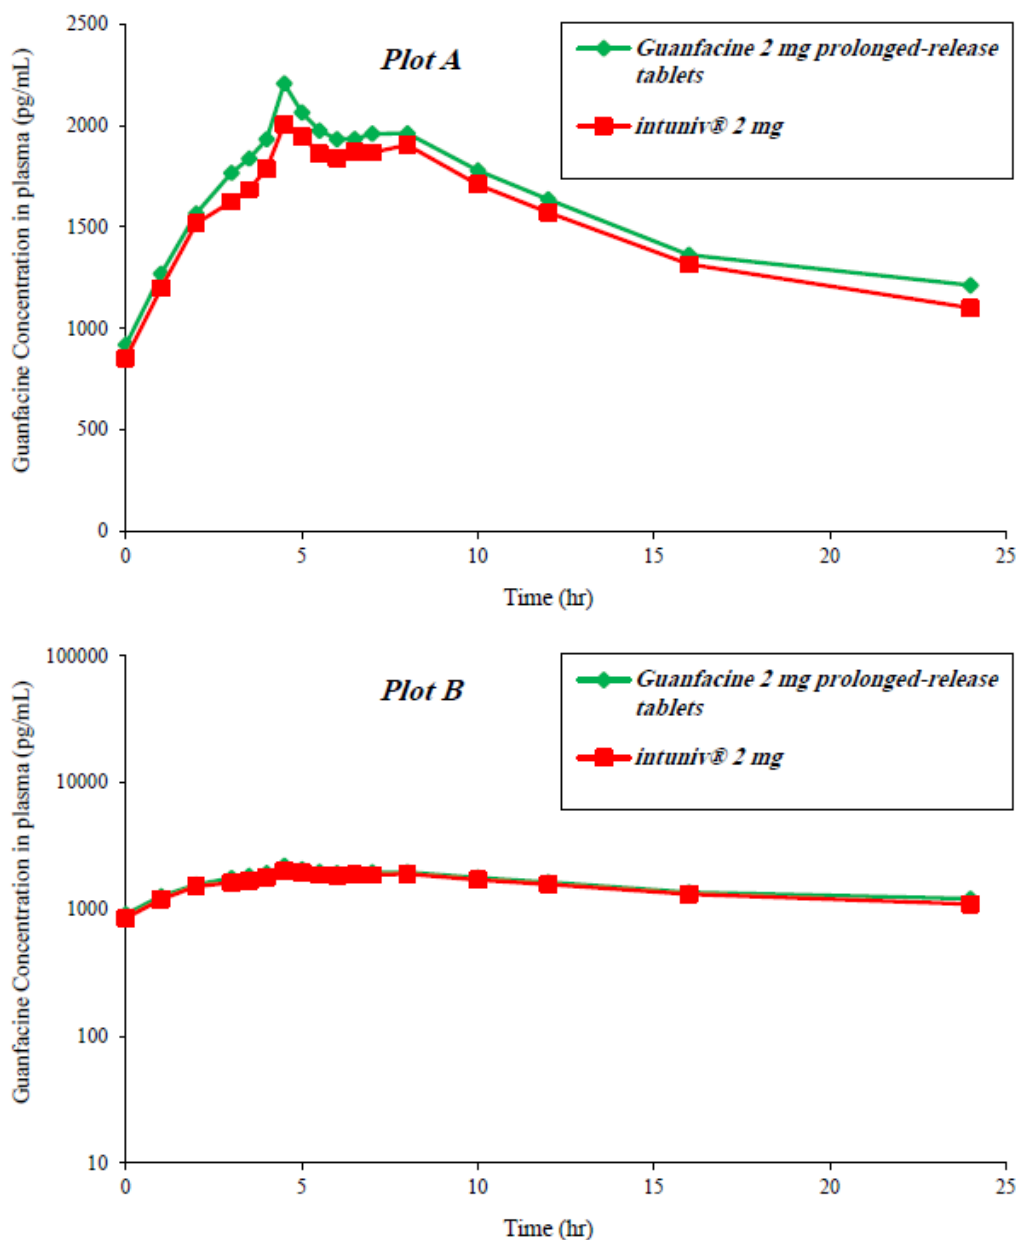 Plot A
Guanfacine 2 mg prolonged-release
tablets
intuniv® 2 mg
Guanfacine Concentration in plasma (pg/mL)
2500
2000
1500
1000
500
0
0 5 10 15 20 25
Time (hr)
Plot B
Guanfacine 2 mg prolonged-release
tablets
intuniv® 2 mg
Guanfacine Concentration in plasma (pg/mL)
100000
10000
1000
100
10
0 5 10 15 20 25
Time (hr)